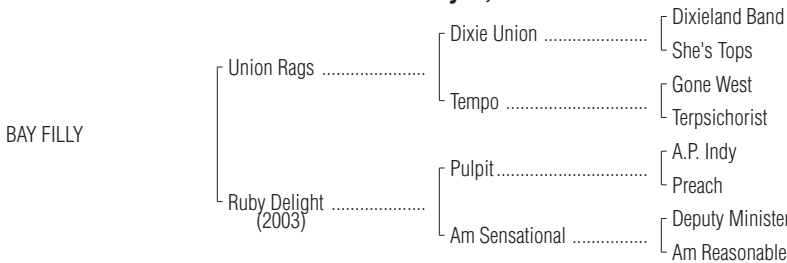 Dixieland Band
Dixie Union ......................
She's Tops
Union Rags ......................
Gone West
Tempo ..............................
Terpsichorist
BAY FILLY
A.P. Indy
Pulpit................................
Preach
Ruby Delight ....................
(2003)
Deputy Minister
Am Sensational ................
Am Reasonable